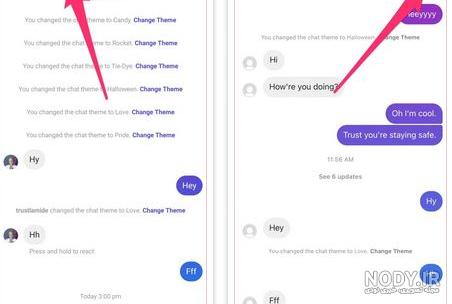 You changed the chat theme to Candy. Change Theme
You changed the chat theme to Rocket. Change Theme
You changed the chat theme to Tie-Dye. Change Theme
You changed the chat theme to Halloween. Change Theme
You changed the chat theme to Love. Change Theme
You changed the chat theme to Pride. Change Theme
Hy
Hey
trustlamide changed the chat theme to Love. Change Theme
Hh
Press and hold to react!
Fff
Today 3:00 pm
Heeyyyy
You changed the chat theme to Halloween. Change Theme
Hi
How're you doing?
Oh I'm cool.
Trust you're staying safe.
11:56 AM
See 6 updates
Hy
Hey
You changed the chat theme to Love. Change Theme
Fff
NODY.IR